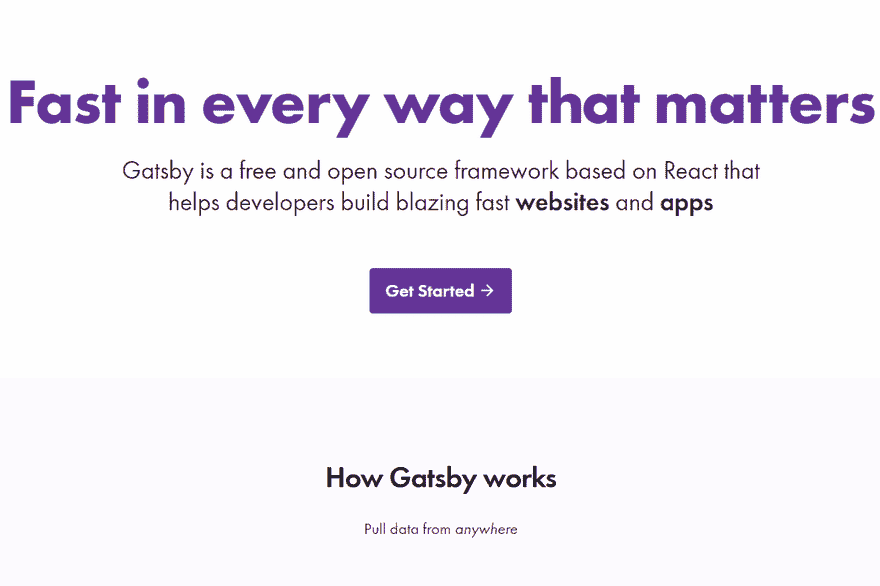 Fast in every way that matters
Gatsby is a free and open source framework based on React that
helps developers build blazing fast websites and apps
Get Started →
How Gatsby works
Pull data from anywhere